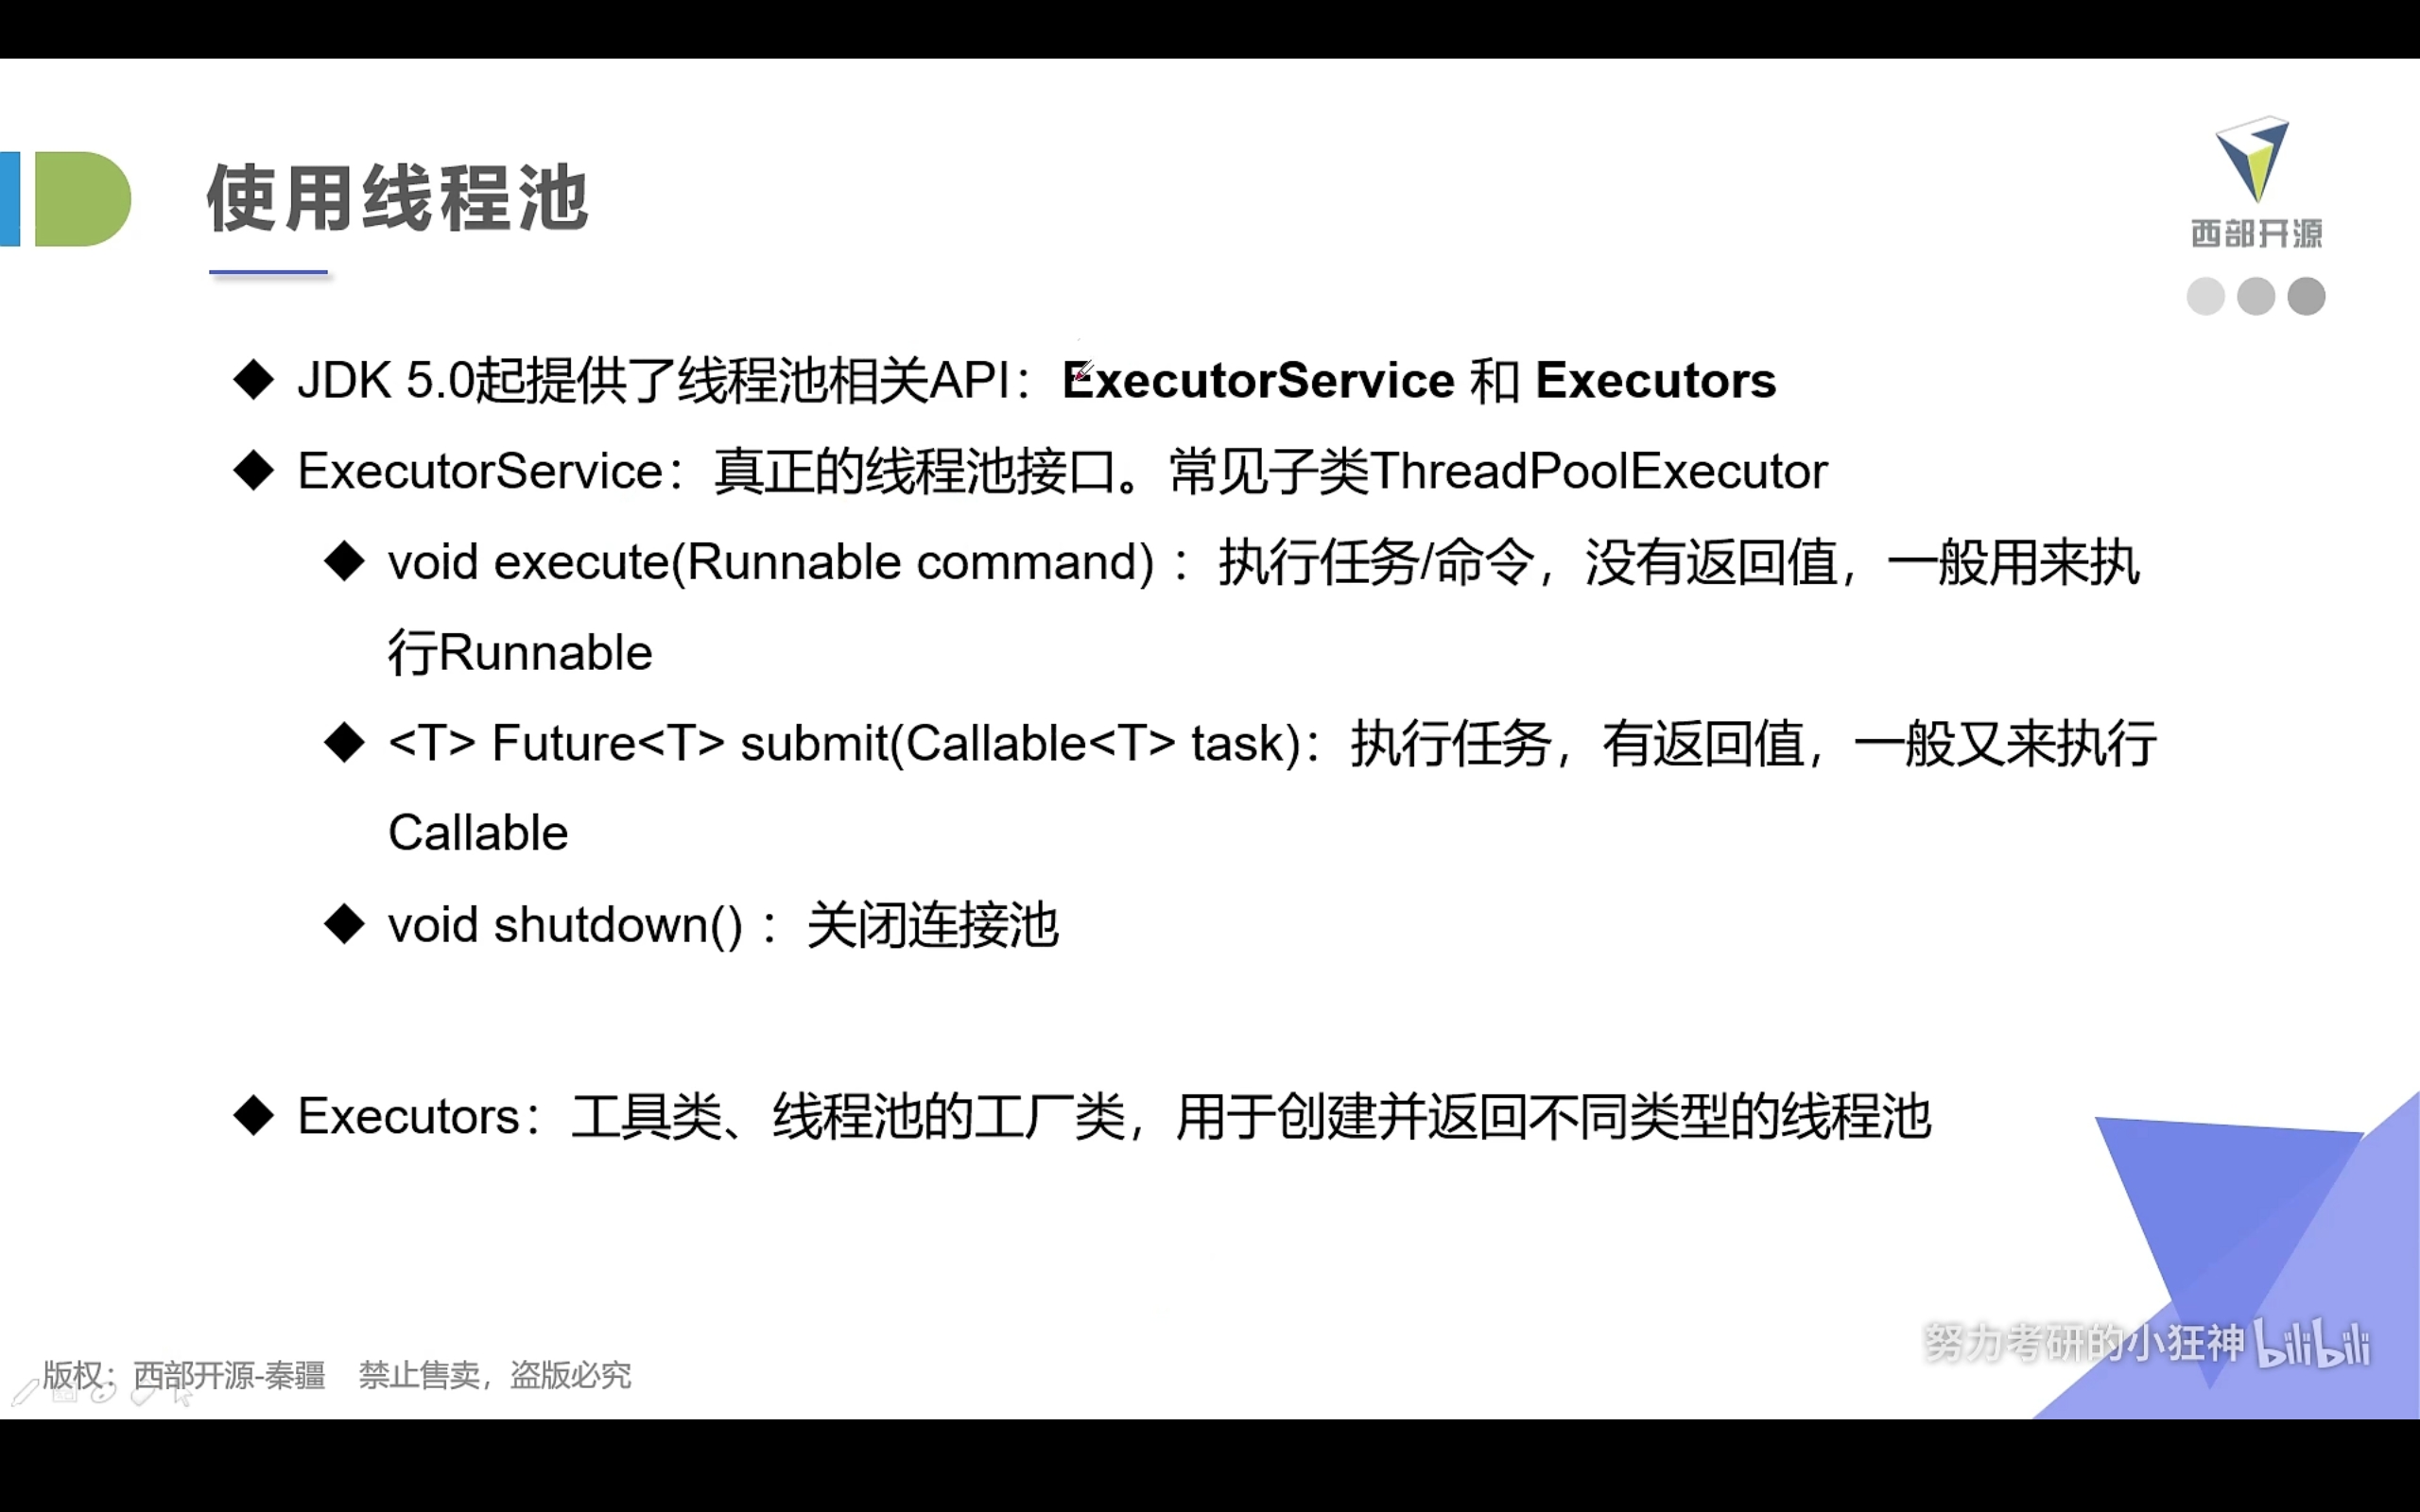 使用线程池
西部开源
◆ JDK 5.0起提供了线程池相关API：ExecutorService 和 Executors
◆ ExecutorService：真正的线程池接口。常见子类ThreadPoolExecutor
◆ void execute(Runnable command) ：执行任务/命令，没有返回值，一般用来执
行Runnable
◆ <T> Future<T> submit(Callable<T> task)：执行任务，有返回值，一般又来执行
Callable
◆ void shutdown() ：关闭连接池
◆ Executors：工具类、线程池的工厂类，用于创建并返回不同类型的线程池
努力考研的小狂神 bilibili
版权：西部开源-秦疆 禁止售卖，盗版必究